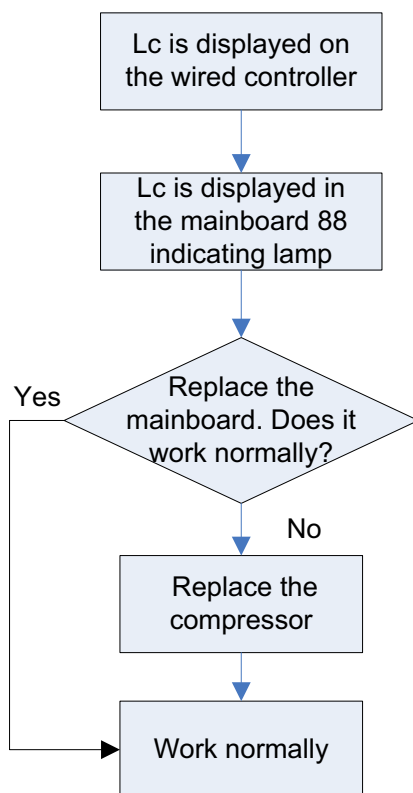 Lc is displayed on
the wired controller
Lc is displayed in
the mainboard 88
indicating lamp
Yes
Replace the
mainboard. Does it
work normally?
No
Replace the
compressor
Work normally